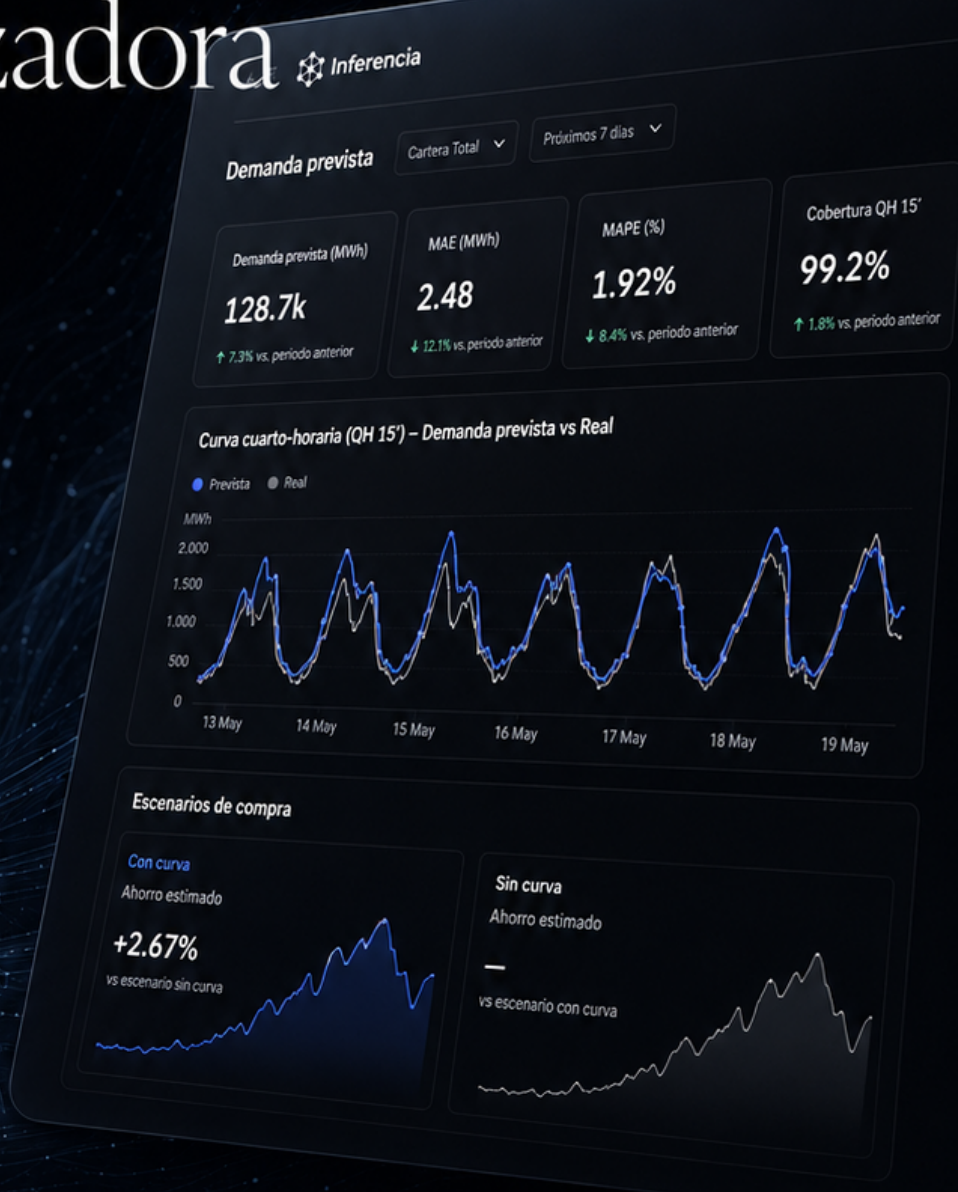 zadora
Inferencia
Demanda prevista
Cartera Total
Próximos 7 días
Demanda prevista (MWh)
128.7k
↑ 7.3% vs. periodo anterior
MAE (MWh)
2.48
↓ 12.1% vs. periodo anterior
MAPE (%)
1.92%
↓ 8.4% vs. periodo anterior
Cobertura QH 15'
99.2%
↑ 1.8% vs. periodo anterior
Curva cuarto-horaria (QH 15') – Demanda prevista vs Real
Prevista
Real
MWh
2.000
1.500
1.000
500
0
13 May
14 May
15 May
16 May
17 May
18 May
19 May
Escenarios de compra
Con curva
Ahorro estimado
+2.67%
vs escenario sin curva
Sin curva
Ahorro estimado
—
vs escenario con curva